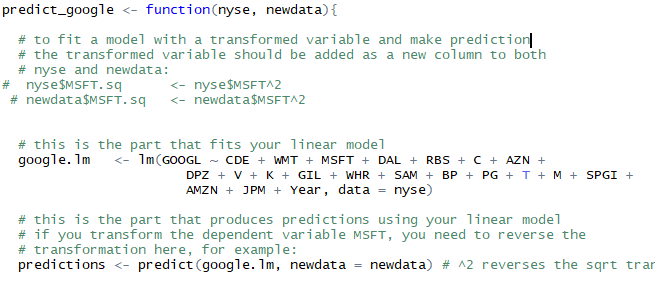 predict_google <- function(nyse, newdata){
# to fit a model with a transformed variable and make prediction
# the transformed variable should be added as a new column to both
# nyse and newdata:
# nyse$MSFT.sq <- nyse$MSFT^2
# newdata$MSFT.sq <- newdata$MSFT^2
# this is the part that fits your linear model
google.lm <- lm(GOOGL ~ CDE + WMT + MSFT + DAL + RBS + C + AZN +
DPZ + V + K + GIL + WHR + SAM + BP + PG + T + M + SPGI +
AMZN + JPM + Year, data = nyse)
# this is the part that produces predictions using your linear model
# if you transform the dependent variable MSFT, you need to reverse the
# transformation here, for example:
predictions <- predict(google.lm, newdata = newdata) # ^2 reverses the sqrt tran